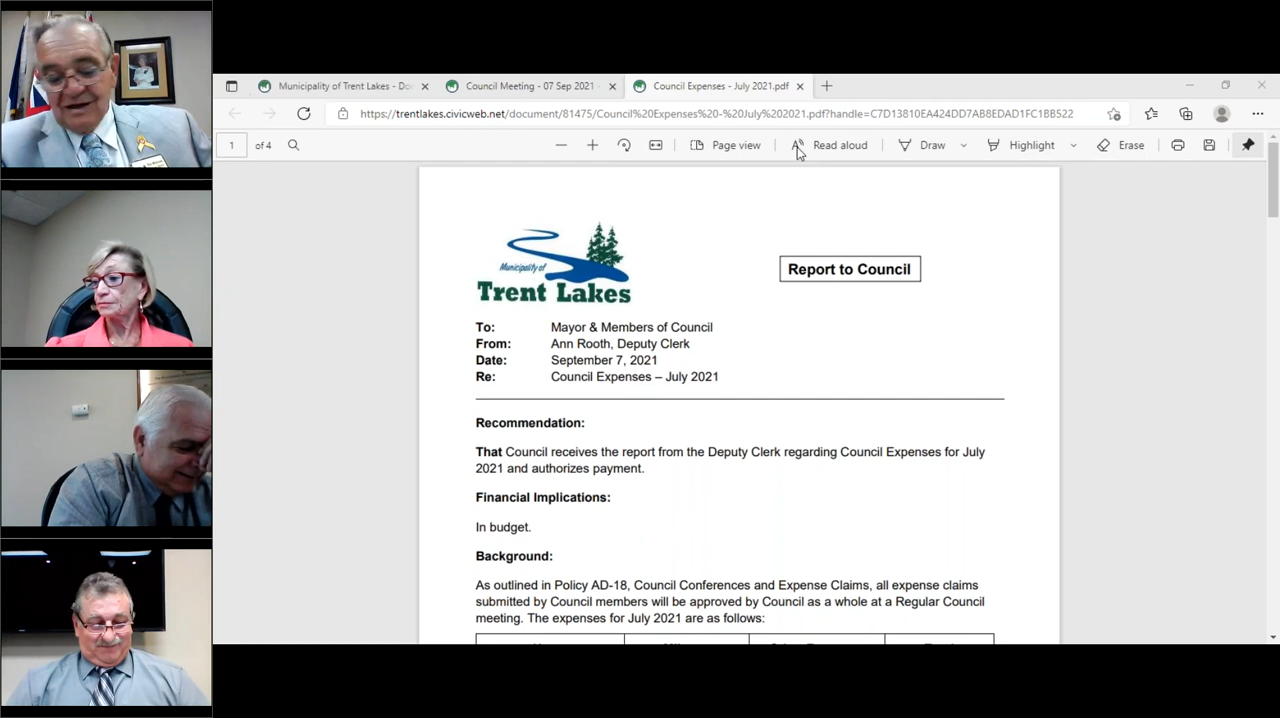 Municipality of Trent Lakes - Do
Council Meeting - 07 Sep 2021
Council Expenses - July 2021.pdf
https://trentlakes.civicweb.net/document/81475/Council%20Expenses%20-%20July%202021.pdf?handle=C7D13810EA424DD7AB8EDAD1FC1BB522
1 of 4
Page view
Read aloud
Draw
Highlight
Erase
Municipality of
Trent Lakes
Report to Council
To: Mayor & Members of Council
From: Ann Rooth, Deputy Clerk
Date: September 7, 2021
Re: Council Expenses – July 2021
Recommendation:
That Council receives the report from the Deputy Clerk regarding Council Expenses for July
2021 and authorizes payment.
Financial Implications:
In budget.
Background:
As outlined in Policy AD-18, Council Conferences and Expense Claims, all expense claims
submitted by Council members will be approved by Council as a whole at a Regular Council
meeting. The expenses for July 2021 are as follows: